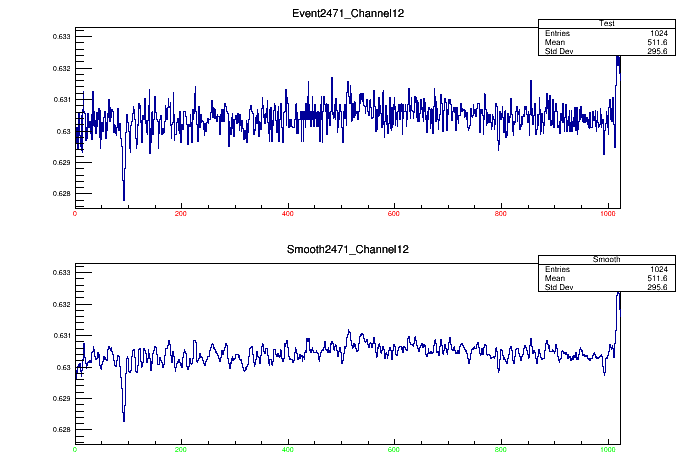 Event2471_Channel12
Test
Entries 1024
Mean 511.6
Std Dev 295.6
0.633
0.632
0.631
0.63
0.629
0.628
0 200 400 600 800 1000
Smooth2471_Channel12
Smooth
Entries 1024
Mean 511.6
Std Dev 295.6
0.633
0.632
0.631
0.63
0.629
0.628
0 200 400 600 800 1000